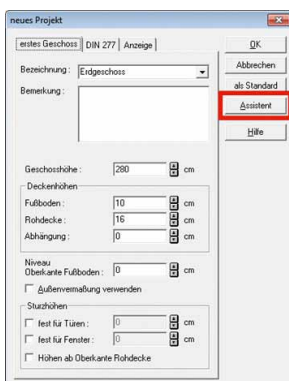 neues Projekt
erstes Geschoss DIN 277 Anzeige
OK
Abbrechen
als Standard
Assistent
Hilfe
Bezeichnung : Erdgeschoss
Bemerkung :
Geschosshöhe : 280 cm
Deckenhöhen
Fußboden : 10 cm
Rohdecke : 16 cm
Abhängung : 0 cm
Niveau
Oberkante Fußboden : 0 cm
Außenvermaßung verwenden
Sturzhöhen
fest für Türen : 0 cm
fest für Fenster : 0 cm
Höhen ab Oberkante Rohdecke